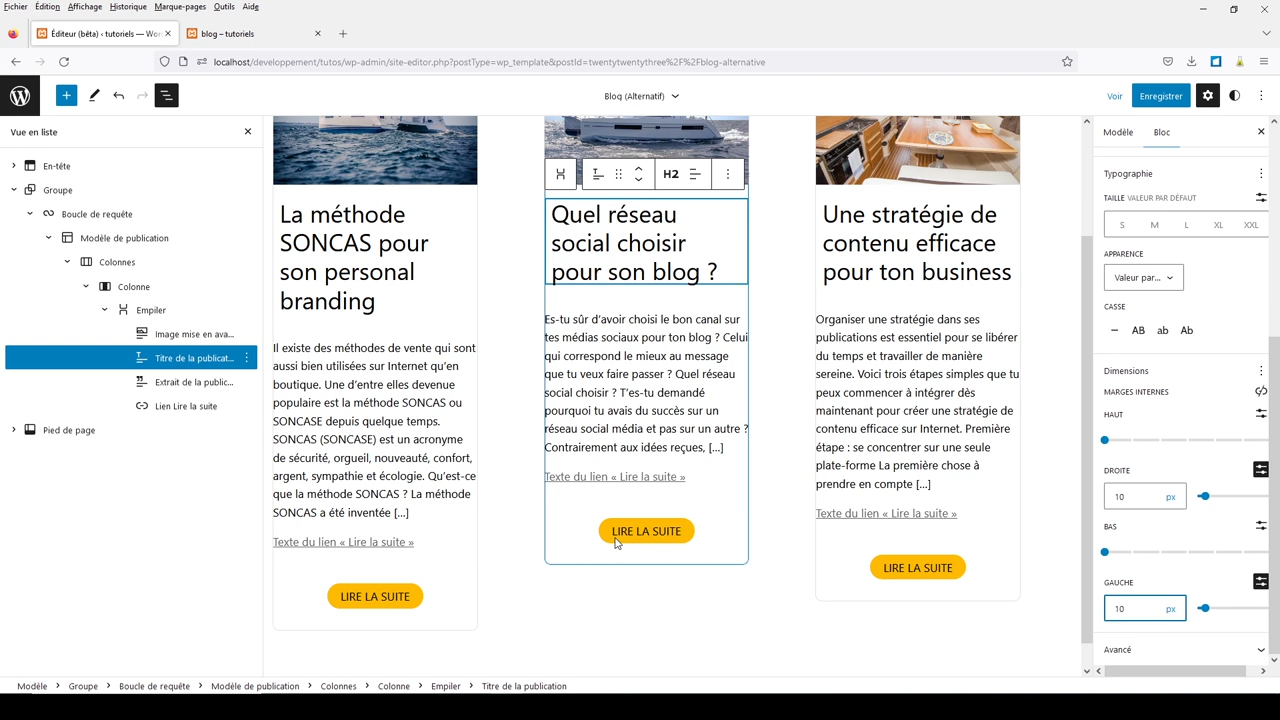 Fichier Édition Affichage Historique Marque-pages Outils Aide
Éditeur (bêta) ‹ tutoriels — Wor
blog – tutoriels
localhost/developpement/tutos/wp-admin/site-editor.php?postType=wp_template&postId=twentytwentythree%2F%2Fblog-alternative
Blog (Alternatif)
Voir
Enregistrer
Vue en liste
En-tête
Groupe
Boucle de requête
Modèle de publication
Colonnes
Colonne
Empiler
Image mise en ava...
Titre de la publicat...
Extrait de la public...
Lien Lire la suite
Pied de page
La méthode
SONCAS pour
son personal
branding
Il existe des méthodes de vente qui sont
aussi bien utilisées sur Internet qu’en
boutique. Une d’entre elles devenue
populaire est la méthode SONCAS ou
SONCASE depuis quelque temps.
SONCAS (SONCASE) est un acronyme
de sécurité, orgueil, nouveauté, confort,
argent, sympathie et écologie. Qu’est-ce
que la méthode SONCAS ? La méthode
SONCAS a été inventée [...]
Texte du lien « Lire la suite »
LIRE LA SUITE
H2
Quel réseau
social choisir
pour son blog ?
Es-tu sûr d’avoir choisi le bon canal sur
tes médias sociaux pour ton blog ? Celui
qui correspond le mieux au message
que tu veux faire passer ? Quel réseau
social choisir ? T’es-tu demandé
pourquoi tu avais du succès sur un
réseau social média et pas sur un autre ?
Contrairement aux idées reçues, [...]
Texte du lien « Lire la suite »
LIRE LA SUITE
Une stratégie de
contenu efficace
pour ton business
Organiser une stratégie dans ses
publications est essentiel pour se libérer
du temps et travailler de manière
sereine. Voici trois étapes simples que tu
peux commencer à intégrer dès
maintenant pour créer une stratégie de
contenu efficace sur Internet. Première
étape : se concentrer sur une seule
plate-forme La première chose à
prendre en compte [...]
Texte du lien « Lire la suite »
LIRE LA SUITE
Modèle Bloc
Typographie
TAILLE VALEUR PAR DÉFAUT
S M L XL XXL
APPARENCE
Valeur par...
CASSE
— AB ab Ab
Dimensions
MARGES INTERNES
HAUT
DROITE
10 px
BAS
GAUCHE
10 px
Avancé
Modèle › Groupe › Boucle de requête › Modèle de publication › Colonnes › Colonne › Empiler › Titre de la publication